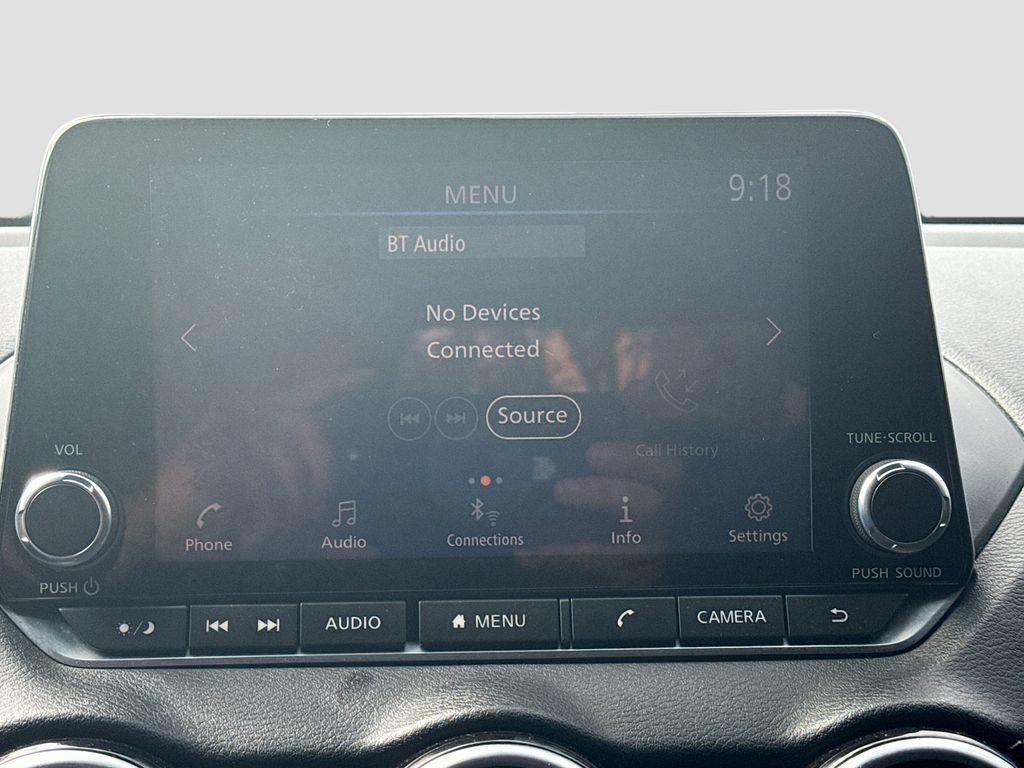 MENU
9:18
BT Audio
No Devices
Connected
Source
Call History
VOL
TUNE·SCROLL
Phone
Audio
Connections
Info
Settings
PUSH
PUSH SOUND
AUDIO
MENU
CAMERA